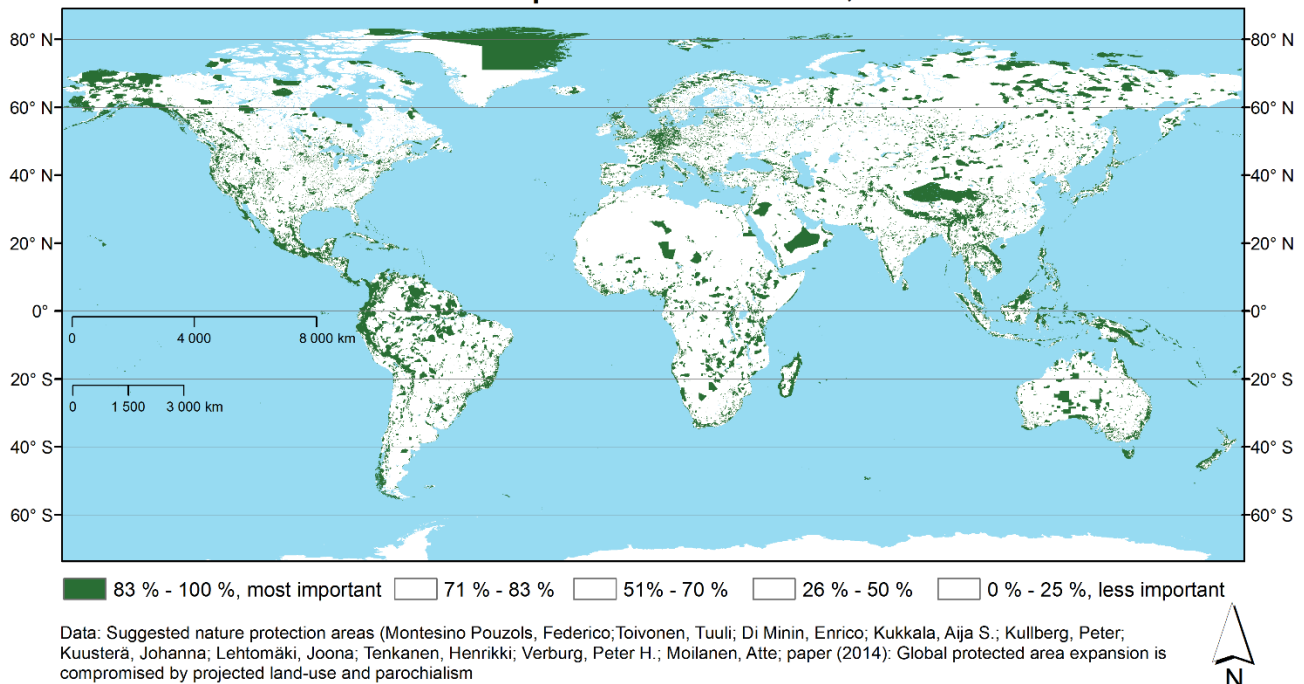 80° N 80° N
60° N 60° N
40° N 40° N
20° N 20° N
0° 0°
0 4 000 8 000 km
20° S 20° S
0 1 500 3 000 km
40° S 40° S
60° S 60° S
83 % - 100 %, most important 71 % - 83 % 51% - 70 % 26 % - 50 % 0 % - 25 %, less important
Data: Suggested nature protection areas (Montesino Pouzols, Federico;Toivonen, Tuuli; Di Minin, Enrico; Kukkala, Aija S.; Kullberg, Peter;
Kuusterä, Johanna; Lehtomäki, Joona; Tenkanen, Henrikki; Verburg, Peter H.; Moilanen, Atte; paper (2014): Global protected area expansion is
compromised by projected land-use and parochialism
N